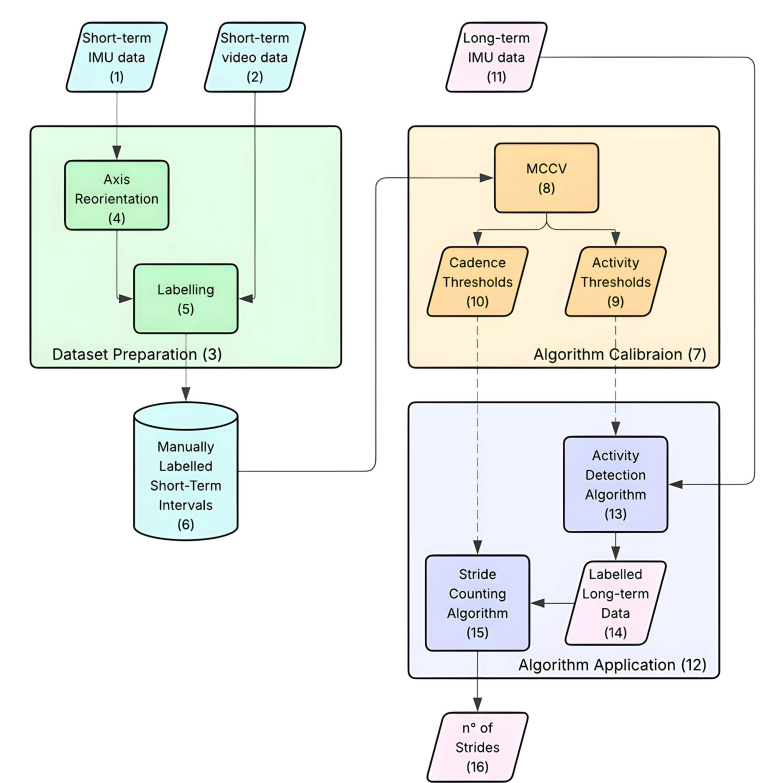 Short-term
IMU data
(1)
Short-term
video data
(2)
Long-term
IMU data
(11)
Axis
Reorientation
(4)
Labelling
(5)
Dataset Preparation (3)
Manually
Labelled
Short-Term
Intervals
(6)
MCCV
(8)
Cadence
Thresholds
(10)
Activity
Thresholds
(9)
Algorithm Calibraion (7)
Activity
Detection
Algorithm
(13)
Stride
Counting
Algorithm
(15)
Labelled
Long-term
Data
(14)
Algorithm Application (12)
n° of
Strides
(16)